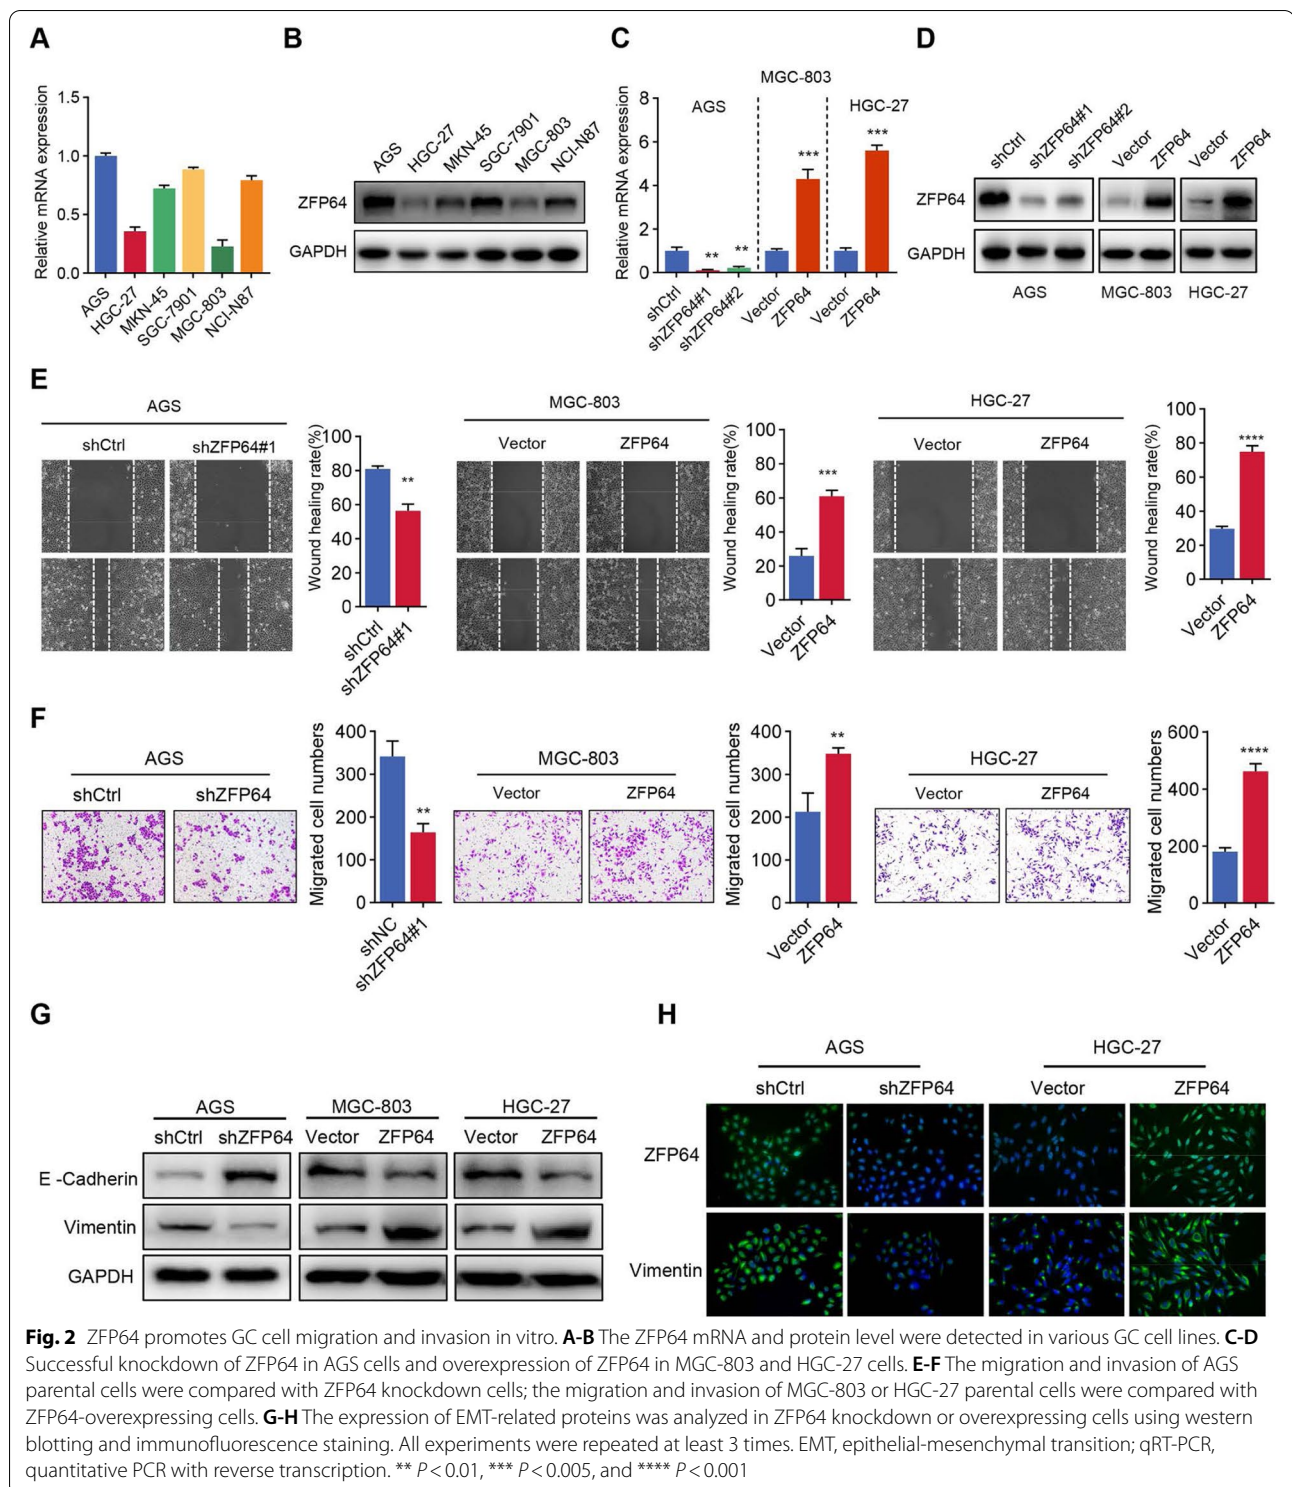 A
Relative mRNA expression
1.5
1.0
0.5
0.0
AGS
HGC-27
MKN-45
SGC-7901
MGC-803
NCI-N87
B
AGS
HGC-27
MKN-45
SGC-7901
MGC-803
NCI-N87
ZFP64
GAPDH
C
MGC-803
AGS
HGC-27
Relative mRNA expression
8
6
4
2
0
**
**
***
***
shCtrl
shZFP64#1
shZFP64#2
Vector
ZFP64
Vector
ZFP64
D
shCtrl
shZFP64#1
shZFP64#2
Vector
ZFP64
Vector
ZFP64
ZFP64
GAPDH
AGS
MGC-803
HGC-27
E
AGS
shCtrl
shZFP64#1
Wound healing rate(%)
100
80
60
40
20
0
**
shCtrl
shZFP64#1
MGC-803
Vector
ZFP64
Wound healing rate(%)
100
80
60
40
20
0
***
Vector
ZFP64
HGC-27
Vector
ZFP64
Wound healing rate(%)
100
80
60
40
20
0
****
Vector
ZFP64
F
AGS
shCtrl
shZFP64
Migrated cell numbers
400
300
200
100
0
**
shNC
shZFP64#1
MGC-803
Vector
ZFP64
Migrated cell numbers
400
300
200
100
0
**
Vector
ZFP64
HGC-27
Vector
ZFP64
Migrated cell numbers
600
400
200
0
****
Vector
ZFP64
G
AGS
MGC-803
HGC-27
shCtrl shZFP64
Vector ZFP64
Vector ZFP64
E -Cadherin
Vimentin
GAPDH
H
AGS
HGC-27
shCtrl
shZFP64
Vector
ZFP64
ZFP64
Vimentin
Fig. 2 ZFP64 promotes GC cell migration and invasion in vitro. A-B The ZFP64 mRNA and protein level were detected in various GC cell lines. C-D
Successful knockdown of ZFP64 in AGS cells and overexpression of ZFP64 in MGC-803 and HGC-27 cells. E-F The migration and invasion of AGS
parental cells were compared with ZFP64 knockdown cells; the migration and invasion of MGC-803 or HGC-27 parental cells were compared with
ZFP64-overexpressing cells. G-H The expression of EMT-related proteins was analyzed in ZFP64 knockdown or overexpressing cells using western
blotting and immunofluorescence staining. All experiments were repeated at least 3 times. EMT, epithelial-mesenchymal transition; qRT-PCR,
quantitative PCR with reverse transcription. ** P < 0.01, *** P < 0.005, and **** P < 0.001